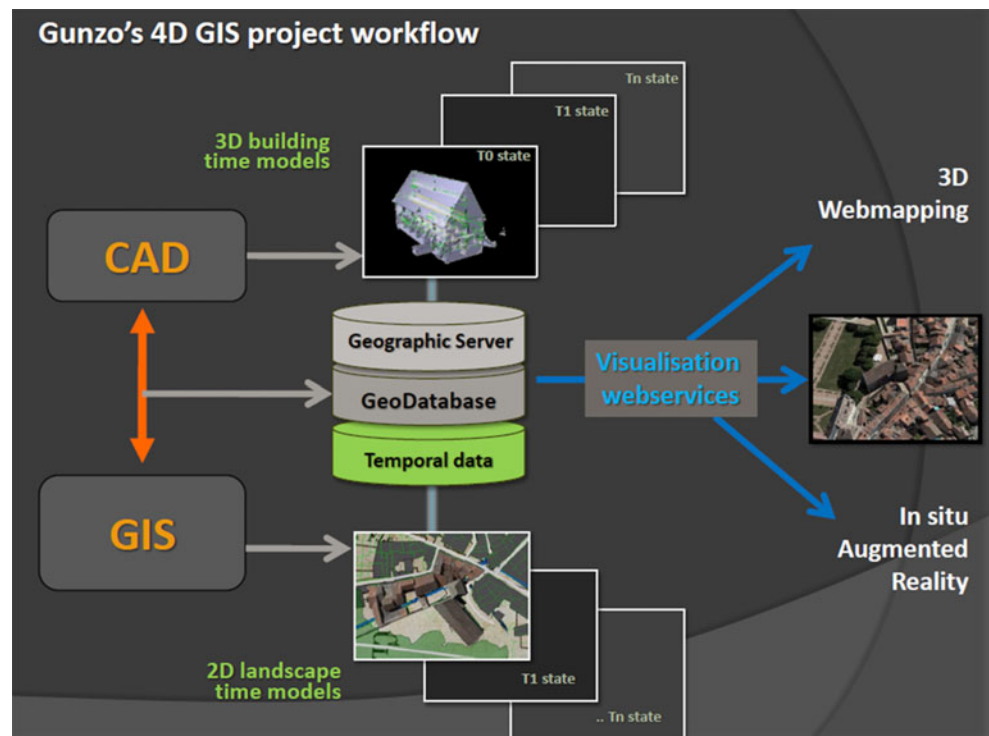 Gunzo's 4D GIS project workflow
Tn state
T1 state
3D building
time models
T0 state
3D
Webmapping
CAD
Geographic Server
GeoDatabase
Temporal data
Visualisation
webservices
GIS
In situ
Augmented
Reality
2D landscape
time models
T1 state
.. Tn state